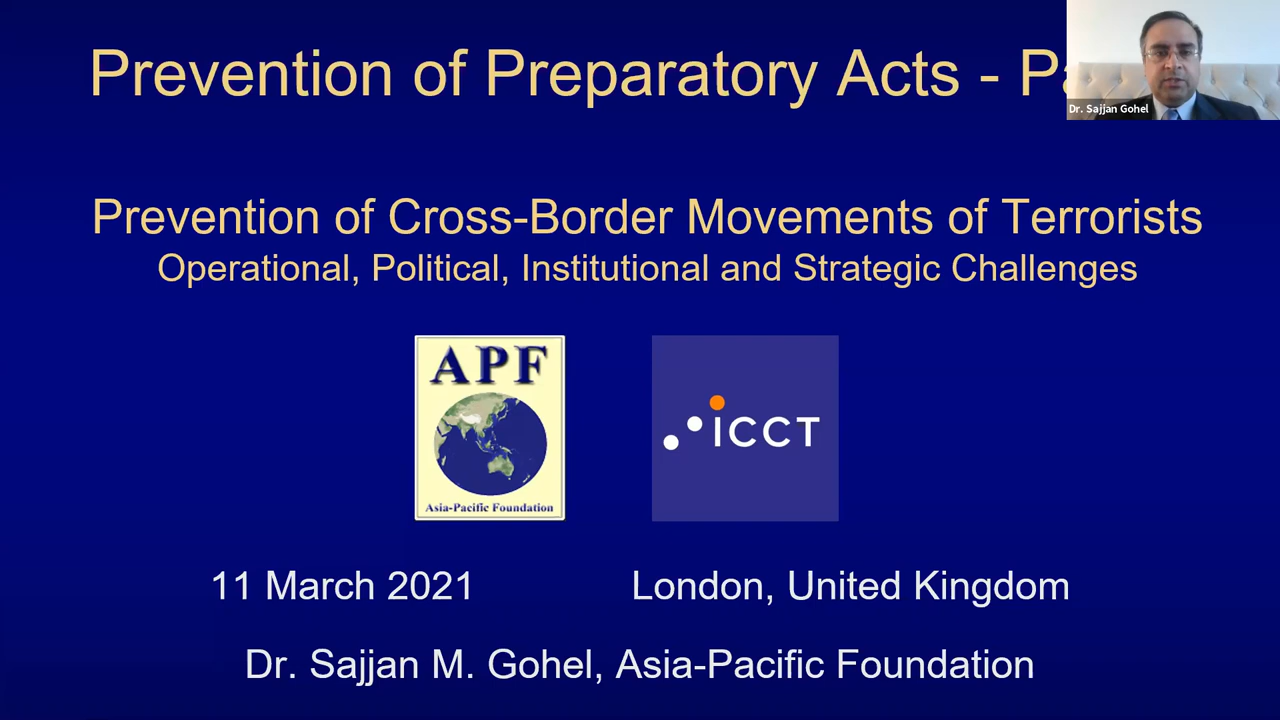 Prevention of Preparatory Acts -
Dr. Sajjan Gohel
Prevention of Cross-Border Movements of Terrorists
Operational, Political, Institutional and Strategic Challenges
APF
Asia-Pacific Foundation
iCCT
11 March 2021
London, United Kingdom
Dr. Sajjan M. Gohel, Asia-Pacific Foundation